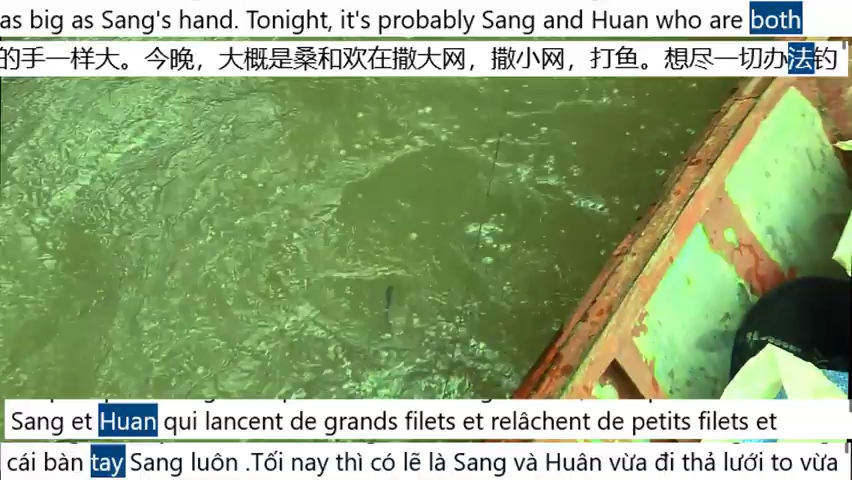 as big as Sang's hand. Tonight, it's probably Sang and Huan who are both
的手一样大。今晚，大概是桑和欢在撒大网，撒小网，打鱼。想尽一切办法钓
Sang et Huan qui lancent de grands filets et relâchent de petits filets et
cái bàn tay Sang luôn .Tối nay thì có lẽ là Sang và Huân vừa đi thả lưới to vừa